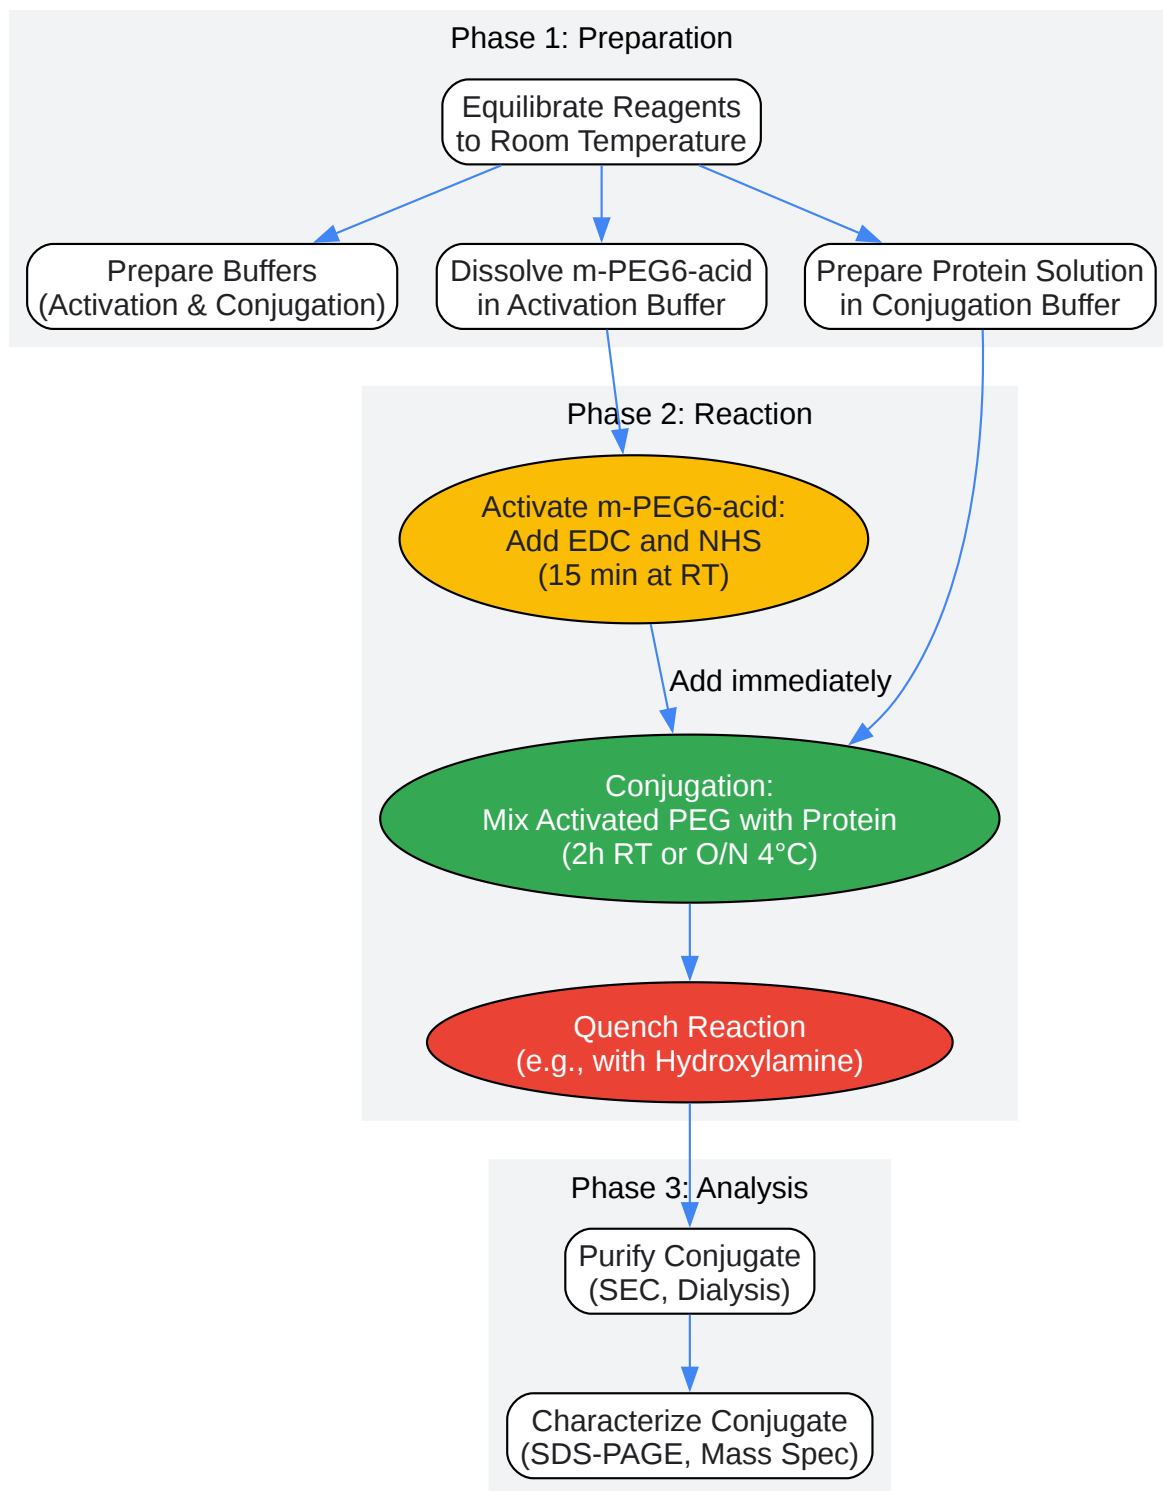 Phase 1: Preparation
Equilibrate Reagents
to Room Temperature
Prepare Buffers
(Activation & Conjugation)
Dissolve m-PEG6-acid
in Activation Buffer
Prepare Protein Solution
in Conjugation Buffer
Phase 2: Reaction
Activate m-PEG6-acid:
Add EDC and NHS
(15 min at RT)
Add immediately
Conjugation:
Mix Activated PEG with Protein
(2h RT or O/N 4°C)
Quench Reaction
(e.g., with Hydroxylamine)
Phase 3: Analysis
Purify Conjugate
(SEC, Dialysis)
Characterize Conjugate
(SDS-PAGE, Mass Spec)